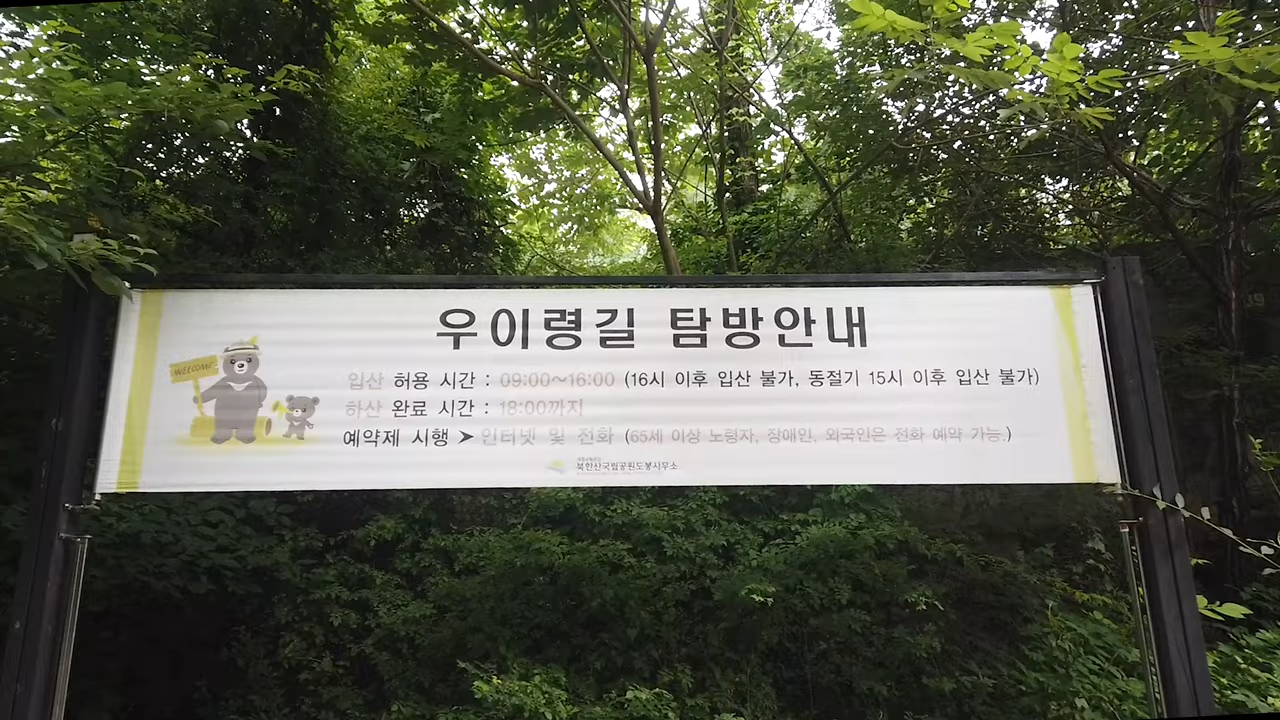 우이령길 탐방안내
WELCOME
입산 허용 시간 : 09:00~16:00 (16시 이후 입산 불가, 동절기 15시 이후 입산 불가)
하산 완료 시간 : 18:00까지
예약제 시행 ➤ 인터넷 및 전화 (65세 이상 노령자, 장애인, 외국인은 전화 예약 가능.)
북한산국립공원도봉사무소